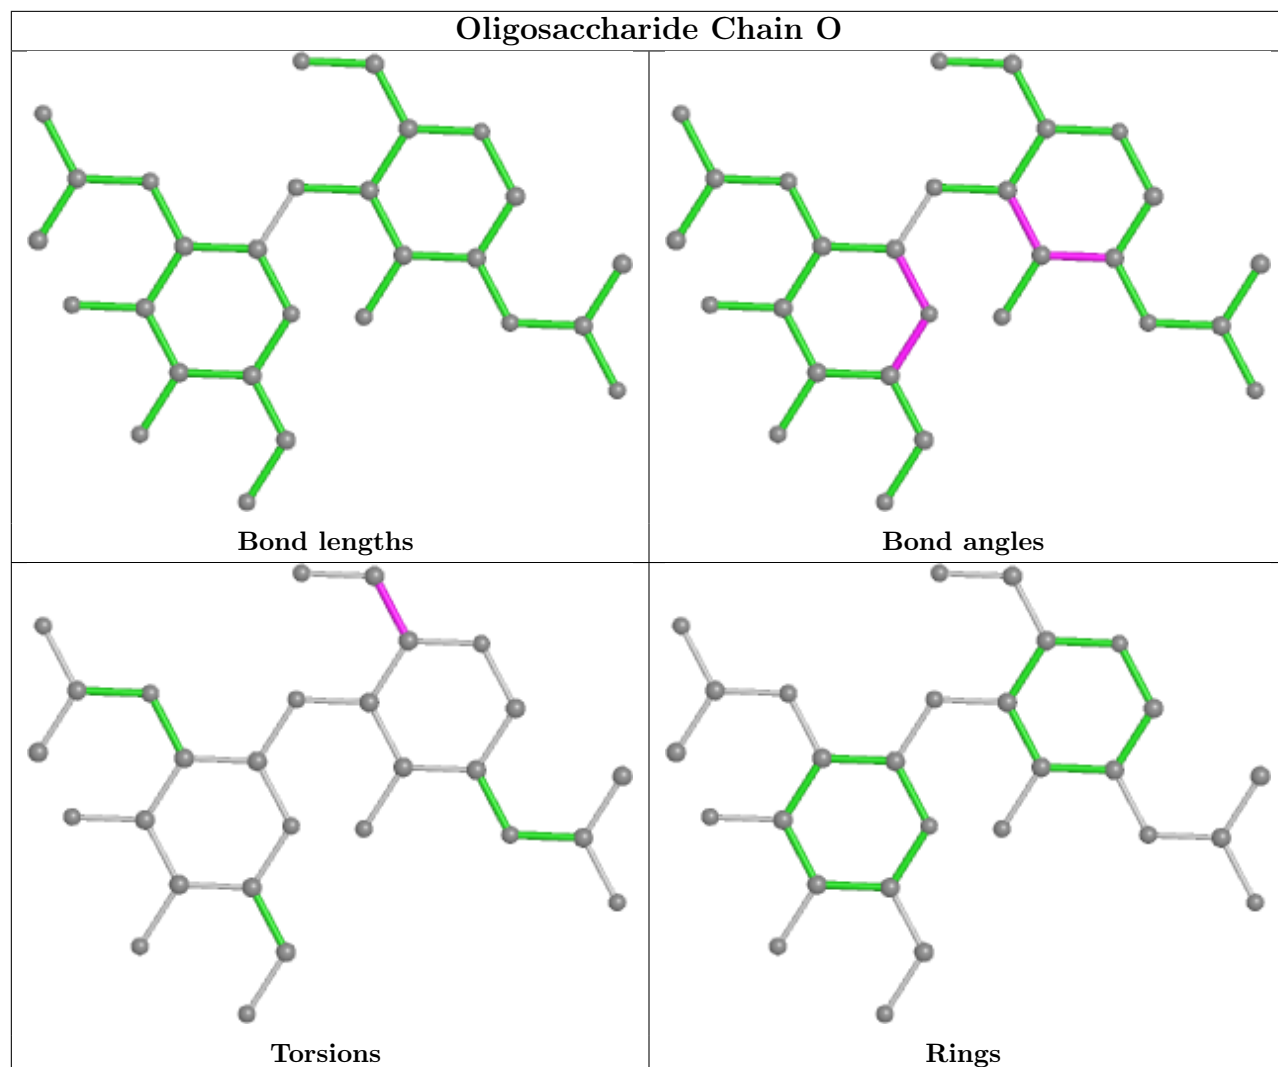 Oligosaccharide Chain O
Bond lengths
Bond angles
Torsions
Rings